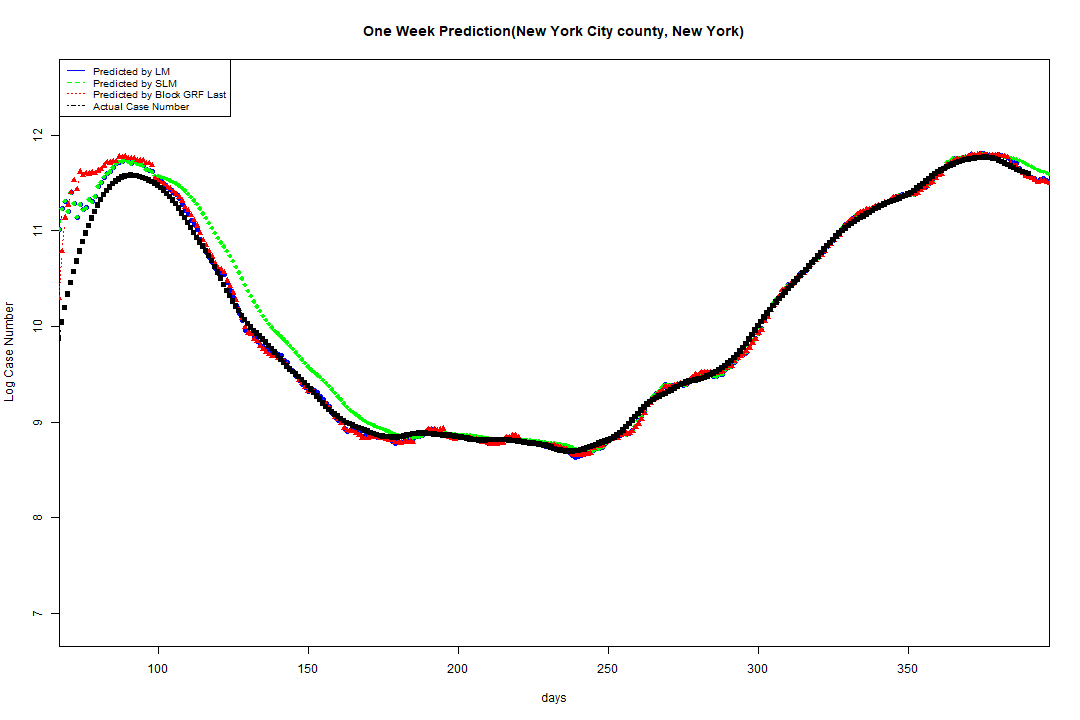 One Week Prediction(New York City county, New York)
Predicted by LM
Predicted by SLM
Predicted by Block GRF Last
Actual Case Number
12
11
10
9
8
7
Log Case Number
100 150 200 250 300 350
days